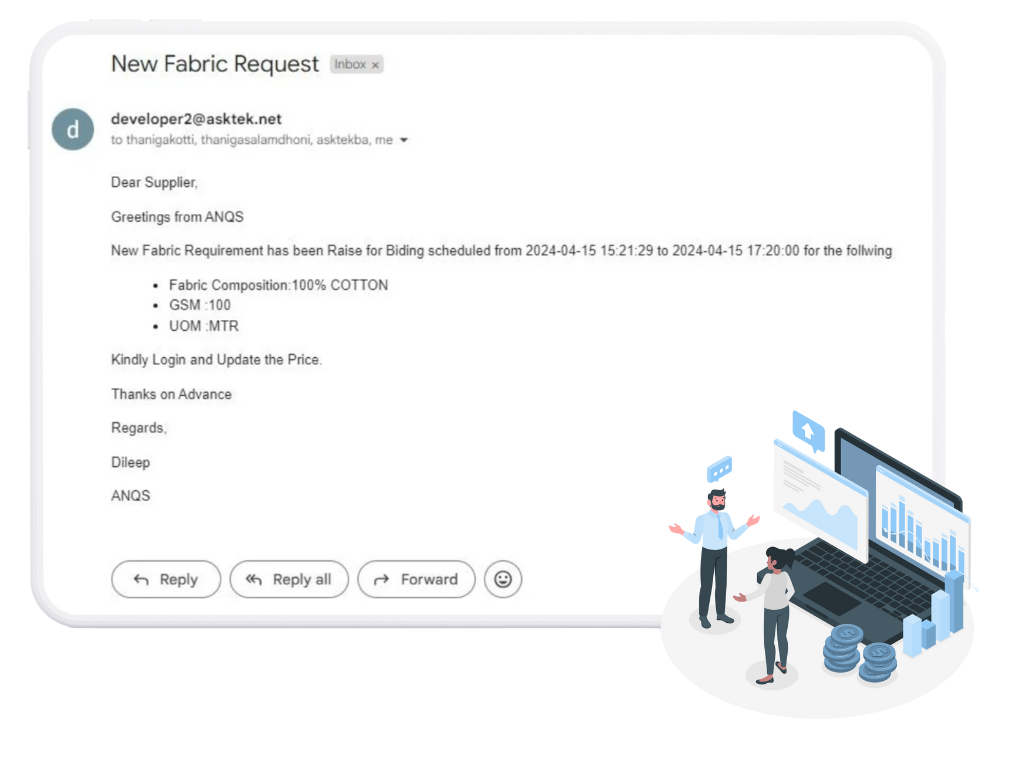 New Fabric Request Inbox ×
d
developer2@asktek.net
to thanigakotti, thanigasalamdhoni, asktekba, me
Dear Supplier,
Greetings from ANQS
New Fabric Requirement has been Raise for Biding scheduled from 2024-04-15 15:21:29 to 2024-04-15 17:20:00 for the follwing
• Fabric Composition:100% COTTON
• GSM :100
• UOM :MTR
Kindly Login and Update the Price.
Thanks on Advance
Regards,
Dileep
ANQS
Reply Reply all Forward